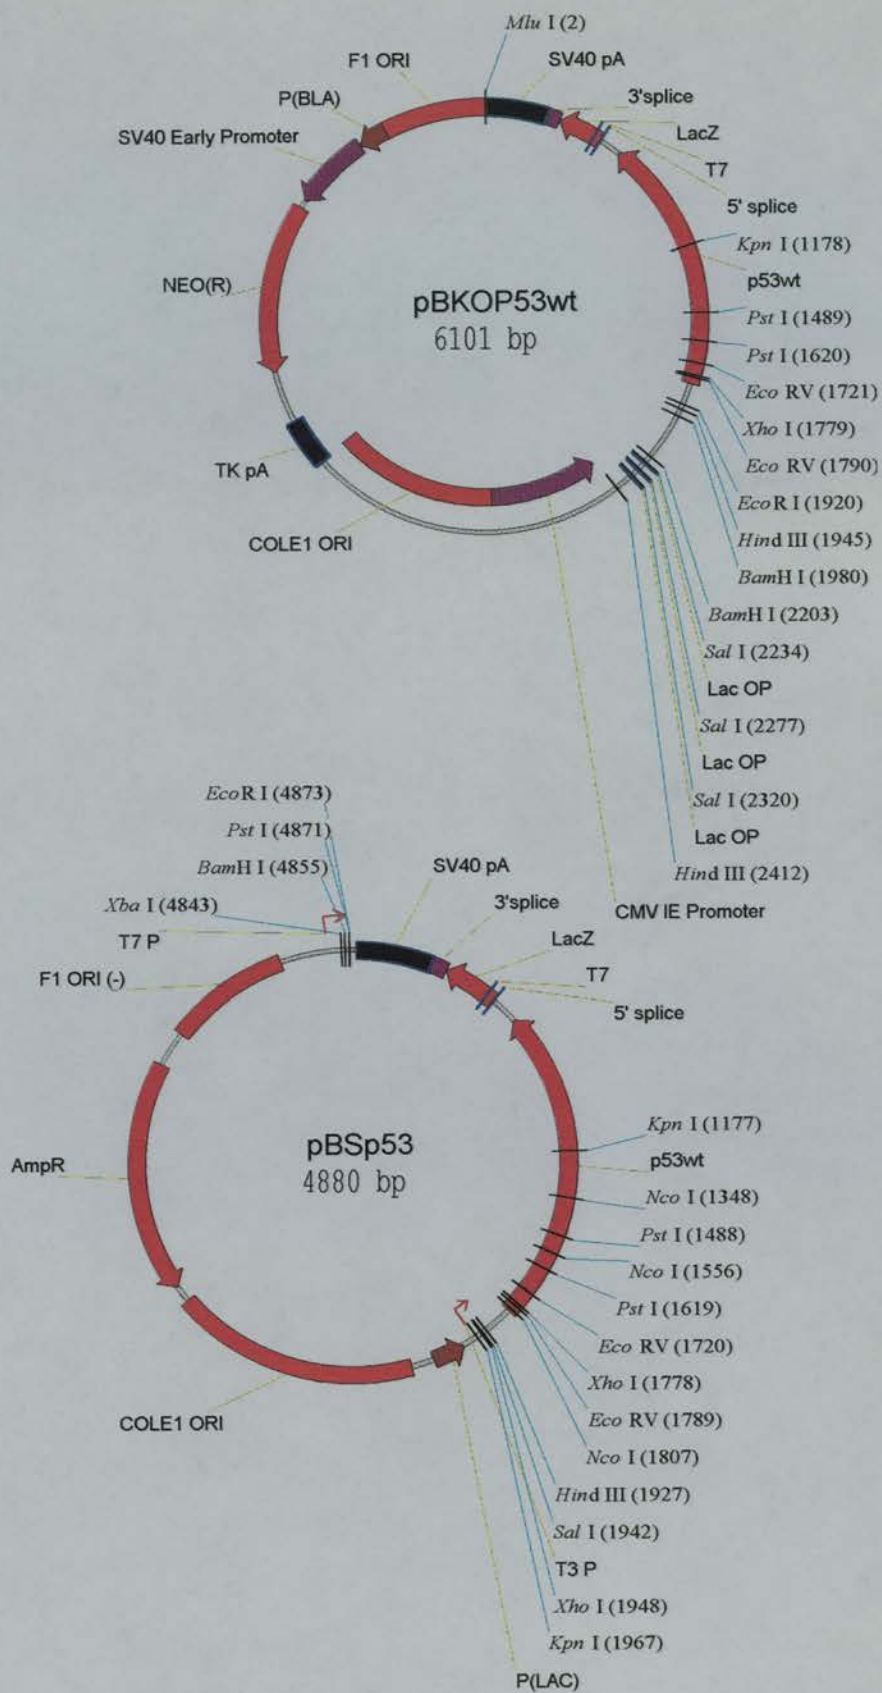 Mlu I (2)
F1 ORI
SV40 pA
P(BLA)
3'splice
SV40 Early Promoter
LacZ
T7
5' splice
Kpn I (1178)
NEO(R)
p53wt
pBKOP53wt
6101 bp
Pst I (1489)
Pst I (1620)
Eco RV (1721)
Xho I (1779)
TK pA
Eco RV (1790)
EcoR I (1920)
COLE1 ORI
Hind III (1945)
BamH I (1980)
BamH I (2203)
Sal I (2234)
Lac OP
Sal I (2277)
Lac OP
Sal I (2320)
Lac OP
Hind III (2412)
CMV IE Promoter
EcoR I (4873)
Pst I (4871)
BamH I (4855)
SV40 pA
Xba I (4843)
3'splice
T7 P
LacZ
F1 ORI (-)
T7
5' splice
Kpn I (1177)
pBSp53
4880 bp
AmpR
p53wt
Nco I (1348)
Pst I (1488)
Nco I (1556)
Pst I (1619)
Eco RV (1720)
Xho I (1778)
COLE1 ORI
Eco RV (1789)
Nco I (1807)
Hind III (1927)
Sal I (1942)
T3 P
Xho I (1948)
Kpn I (1967)
P(LAC)